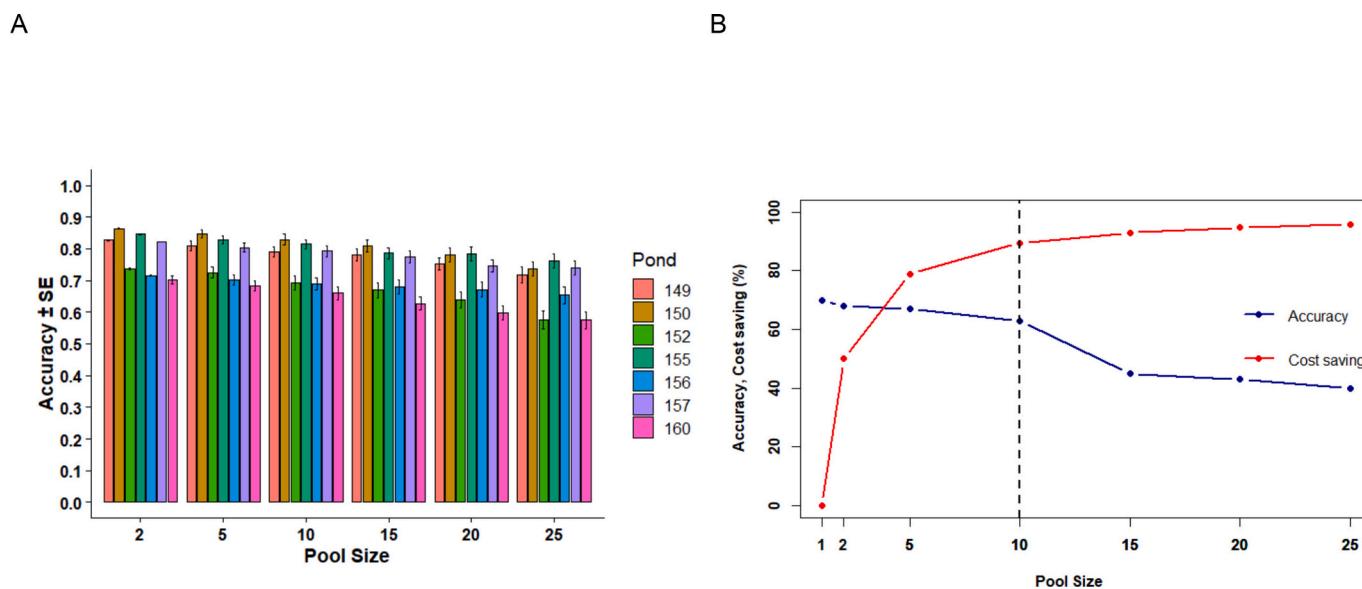 A
B
Accuracy ± SE
1.0
0.9
0.8
0.7
0.6
0.5
0.4
0.3
0.2
0.1
0.0
2 5 10 15 20 25
Pool Size
Pond
149
150
152
155
156
157
160
Accuracy, Cost saving (%)
100
80
60
40
20
0
Accuracy
Cost saving
1 2 5 10 15 20 25
Pool Size